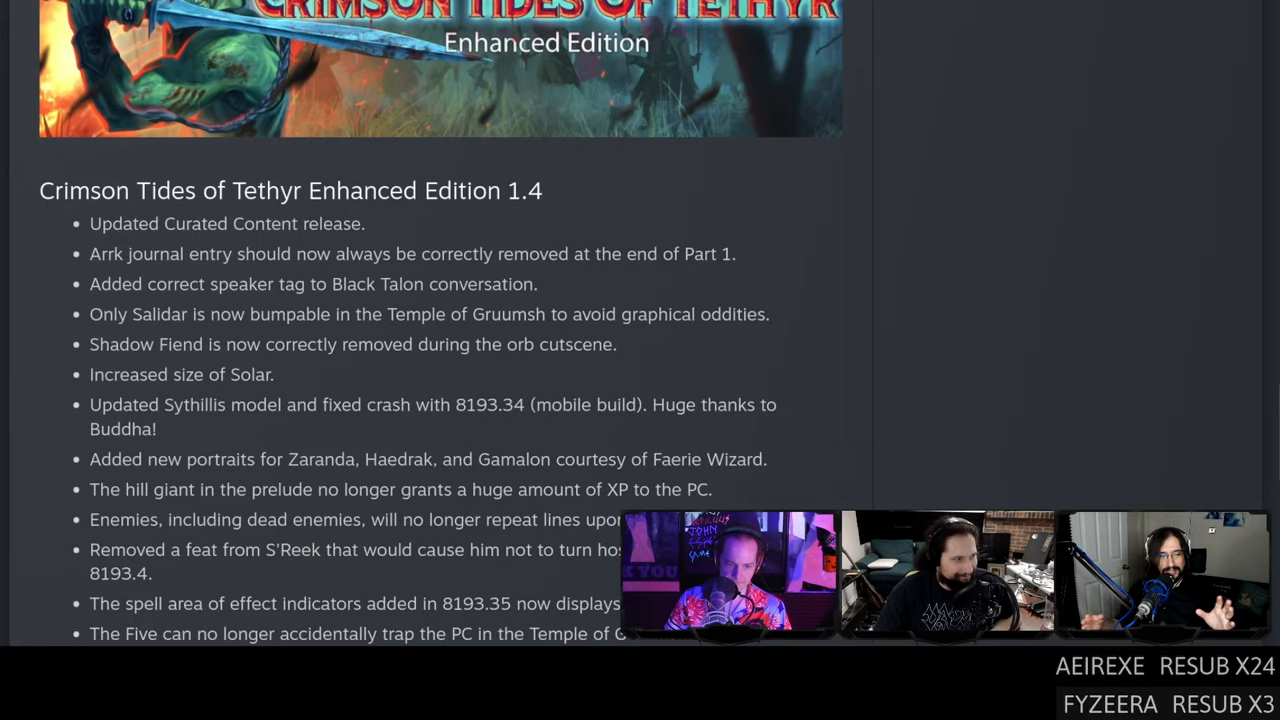 CRIMSON TIDES OF TETHYR
Enhanced Edition
Crimson Tides of Tethyr Enhanced Edition 1.4
• Updated Curated Content release.
• Arrk journal entry should now always be correctly removed at the end of Part 1.
• Added correct speaker tag to Black Talon conversation.
• Only Salidar is now bumpable in the Temple of Gruumsh to avoid graphical oddities.
• Shadow Fiend is now correctly removed during the orb cutscene.
• Increased size of Solar.
• Updated Sythillis model and fixed crash with 8193.34 (mobile build). Huge thanks to
Buddha!
• Added new portraits for Zaranda, Haedrak, and Gamalon courtesy of Faerie Wizard.
• The hill giant in the prelude no longer grants a huge amount of XP to the PC.
• Enemies, including dead enemies, will no longer repeat lines upon
• Removed a feat from S'Reek that would cause him not to turn
8193.4.
• The spell area of effect indicators added in 8193.35 now displays
• The Five can no longer accidentally trap the PC in the Temple of
AEIREXE RESUB X24
FYZEERA RESUB X3